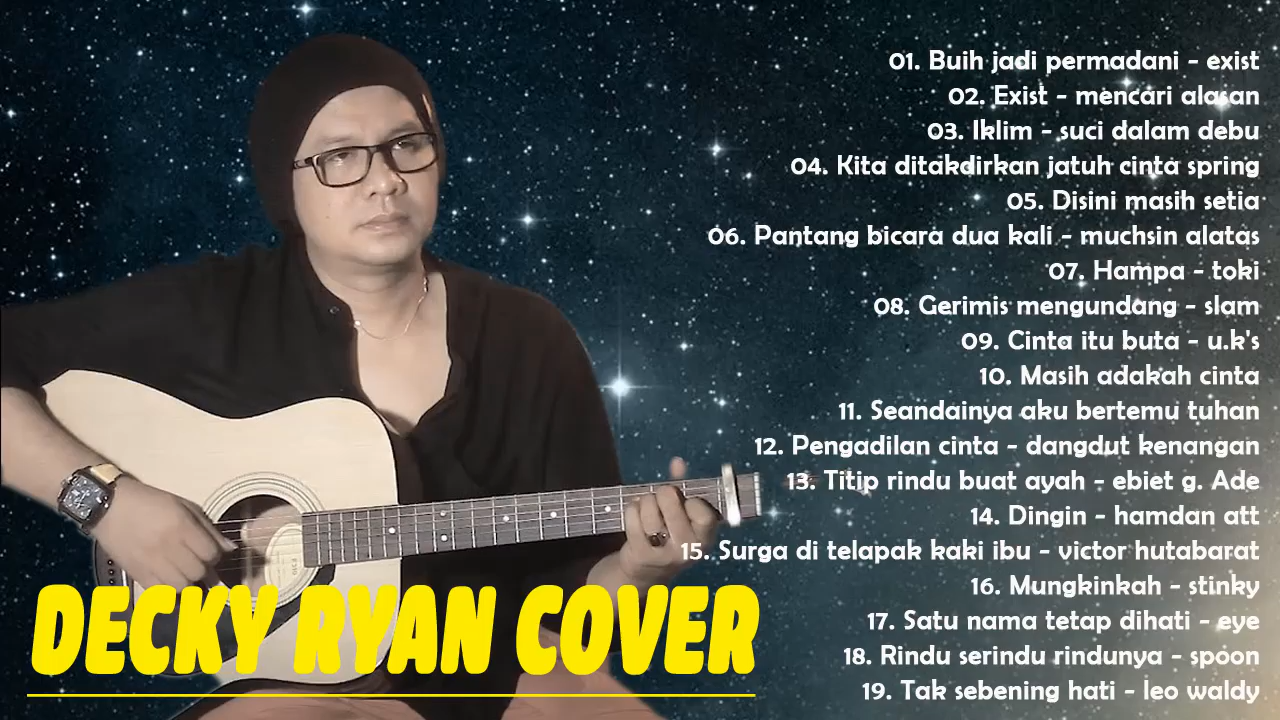 01. Buih jadi permadani - exist
02. Exist - mencari alasan
03. Iklim - suci dalam debu
04. Kita ditakdirkan jatuh cinta spring
05. Disini masih setia
06. Pantang bicara dua kali - muchsin alatas
07. Hampa - toki
08. Gerimis mengundang - slam
09. Cinta itu buta - u.k's
10. Masih adakah cinta
11. Seandainya aku bertemu tuhan
12. Pengadilan cinta - dangdut kenangan
13. Titip rindu buat ayah - ebiet g. Ade
14. Dingin - hamdan att
15. Surga di telapak kaki ibu - victor hutabarat
16. Mungkinkah - stinky
17. Satu nama tetap dihati - eye
18. Rindu serindu rindunya - spoon
19. Tak sebening hati - leo waldy
DECKY RYAN COVER